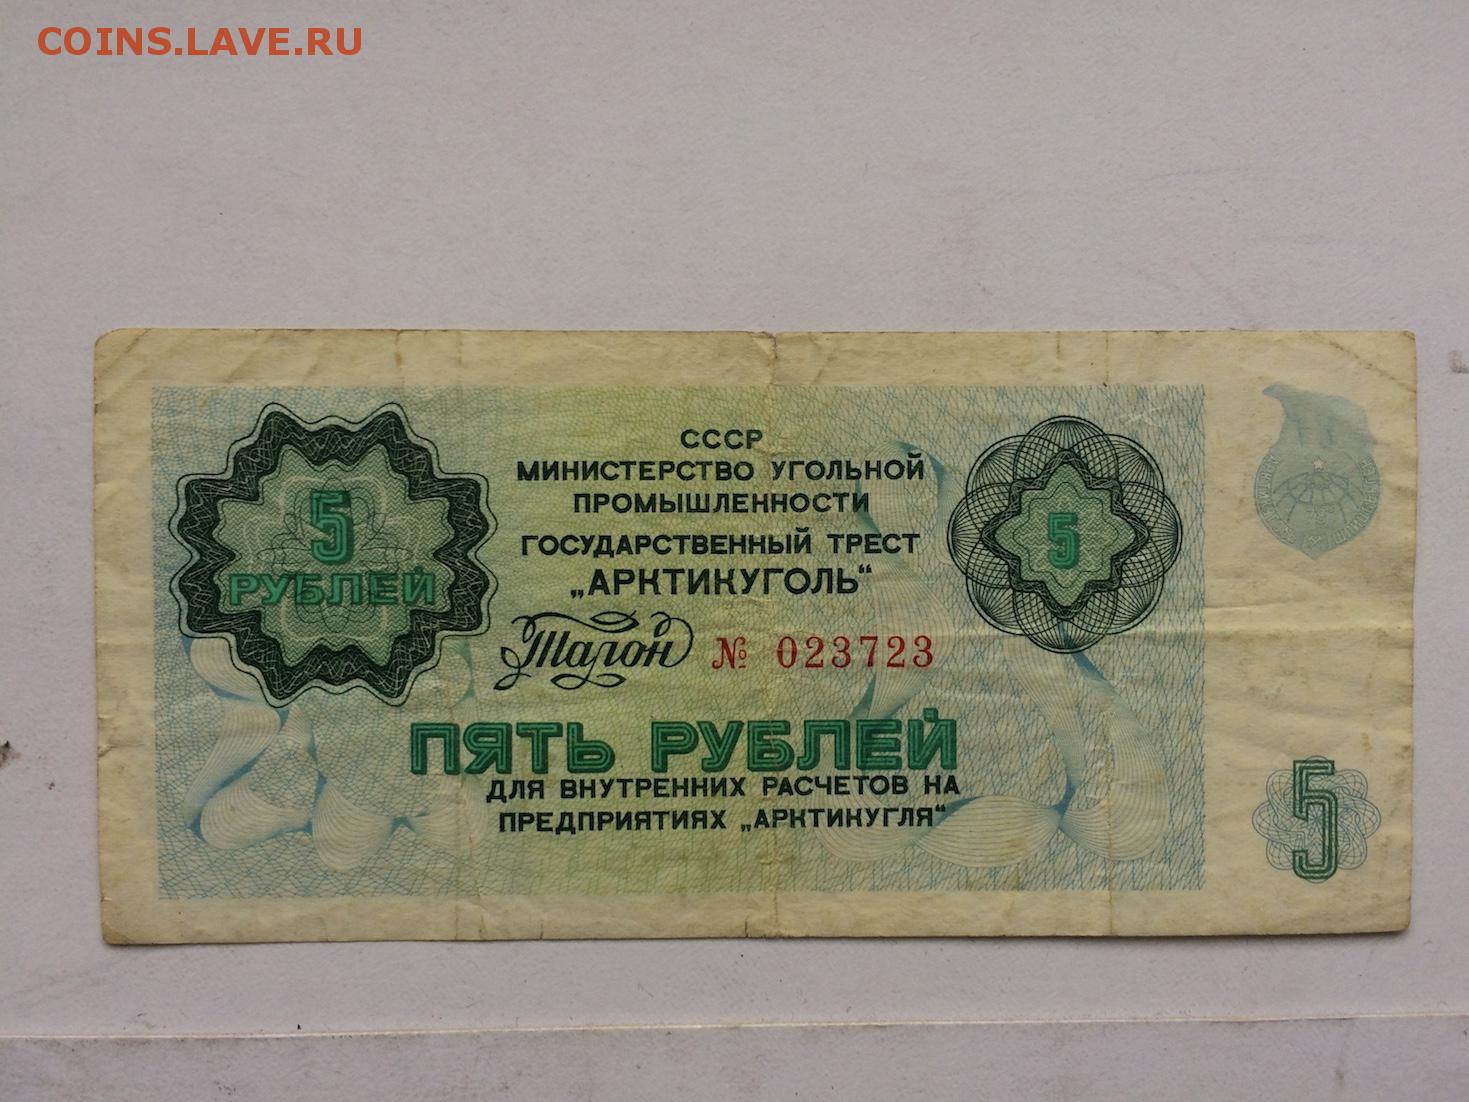 COINS.LAVE.RU
СССР
МИНИСТЕРСТВО УГОЛЬНОЙ
ПРОМЫШЛЕННОСТИ
ГОСУДАРСТВЕННЫЙ ТРЕСТ
„АРКТИКУГОЛЬ“
5
РУБЛЕЙ
5
Талон № 023723
ПЯТЬ РУБЛЕЙ
ДЛЯ ВНУТРЕННИХ РАСЧЕТОВ НА
ПРЕДПРИЯТИЯХ „АРКТИКУГЛЯ“
5